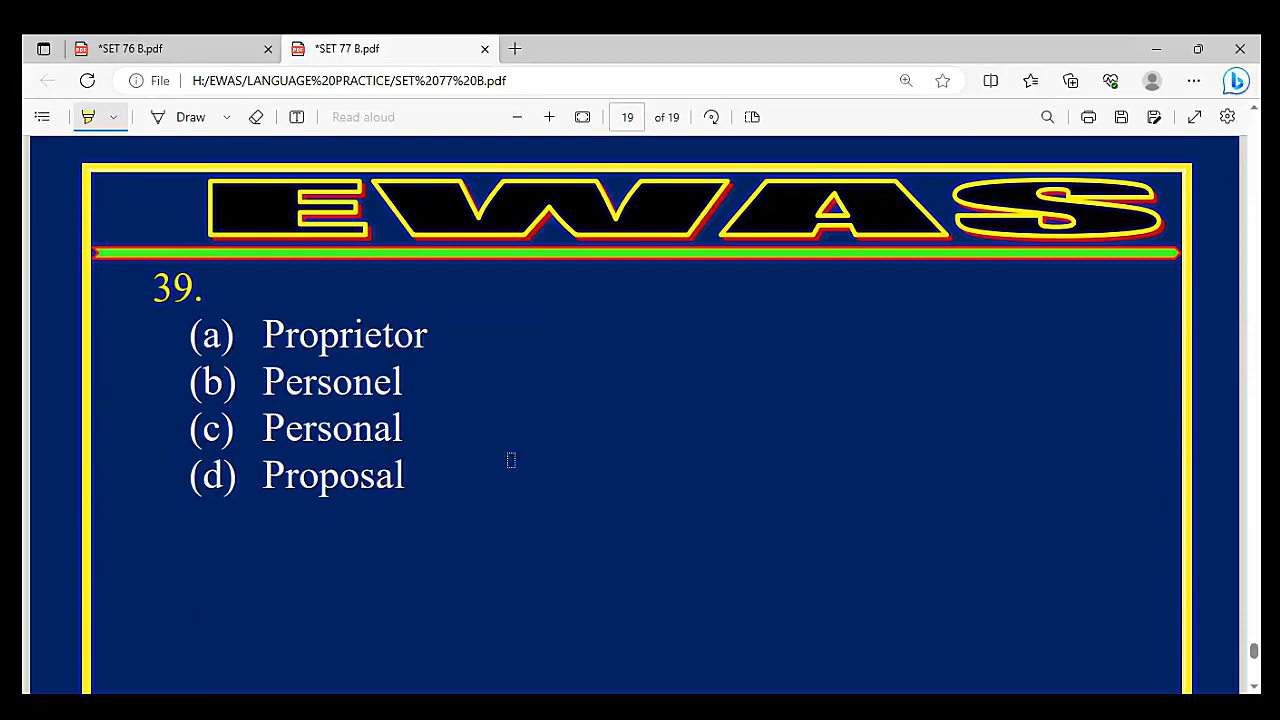 *SET 76 B.pdf
*SET 77 B.pdf
File
H:/EWAS/LANGUAGE%20PRACTICE/SET%2077%20B.pdf
Draw
Read aloud
19
of 19
EWAS
39.
(a) Proprietor
(b) Personel
(c) Personal
(d) Proposal